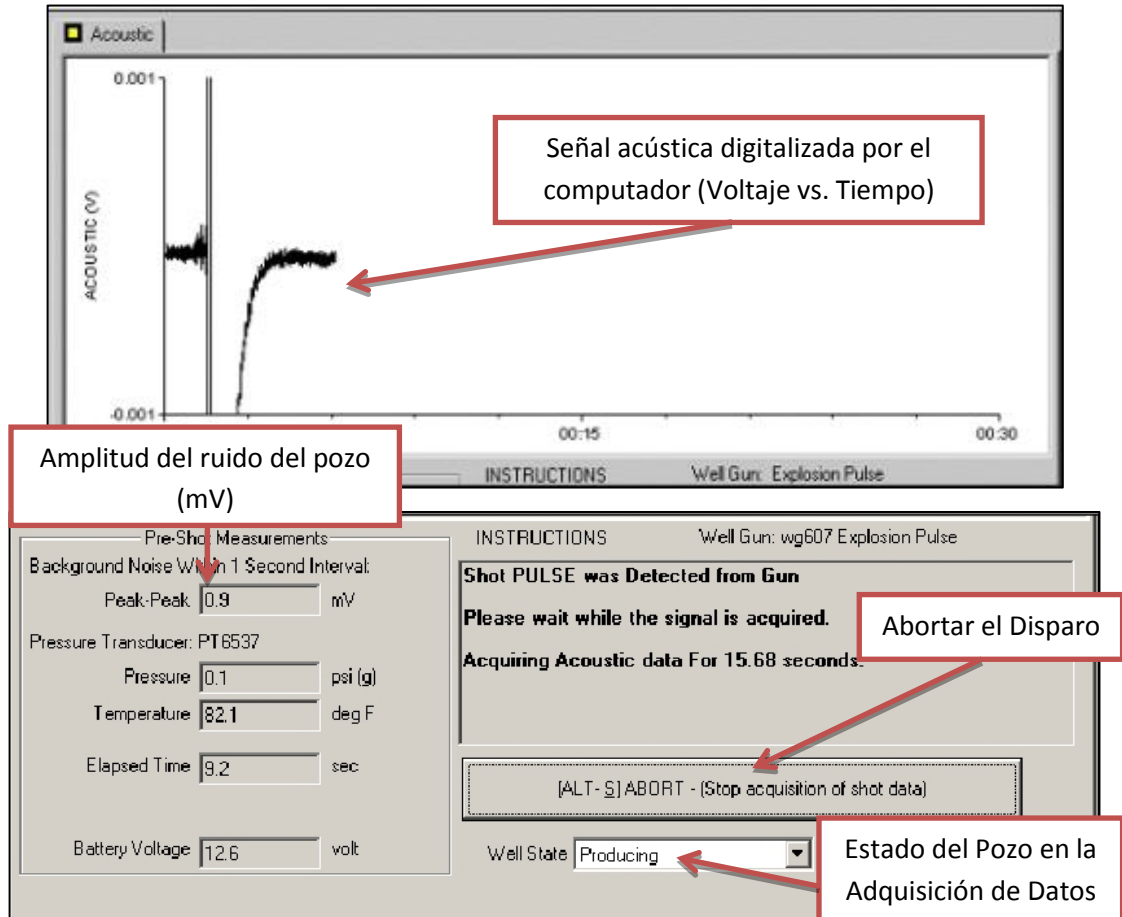 Acoustic
0.001
ACOUSTIC (V)
-0.001
00:15
00:30
Señal acústica digitalizada por el
computador (Voltaje vs. Tiempo)
Amplitud del ruido del pozo
(mV)
INSTRUCTIONS Well Gun: Explosion Pulse
Pre-Shot Measurements
Background Noise Within 1 Second Interval:
Peak-Peak 0.9 mV
Pressure Transducer: PT6537
Pressure 0.1 psi (g)
Temperature 82.1 deg F
Elapsed Time 9.2 sec
Battery Voltage 12.6 volt
INSTRUCTIONS Well Gun: wg607 Explosion Pulse
Shot PULSE was Detected from Gun
Please wait while the signal is acquired.
Acquiring Acoustic data For 15.68 seconds.
Abortar el Disparo
[ALT- S] ABORT - (Stop acquisition of shot data)
Well State Producing
Estado del Pozo en la
Adquisición de Datos